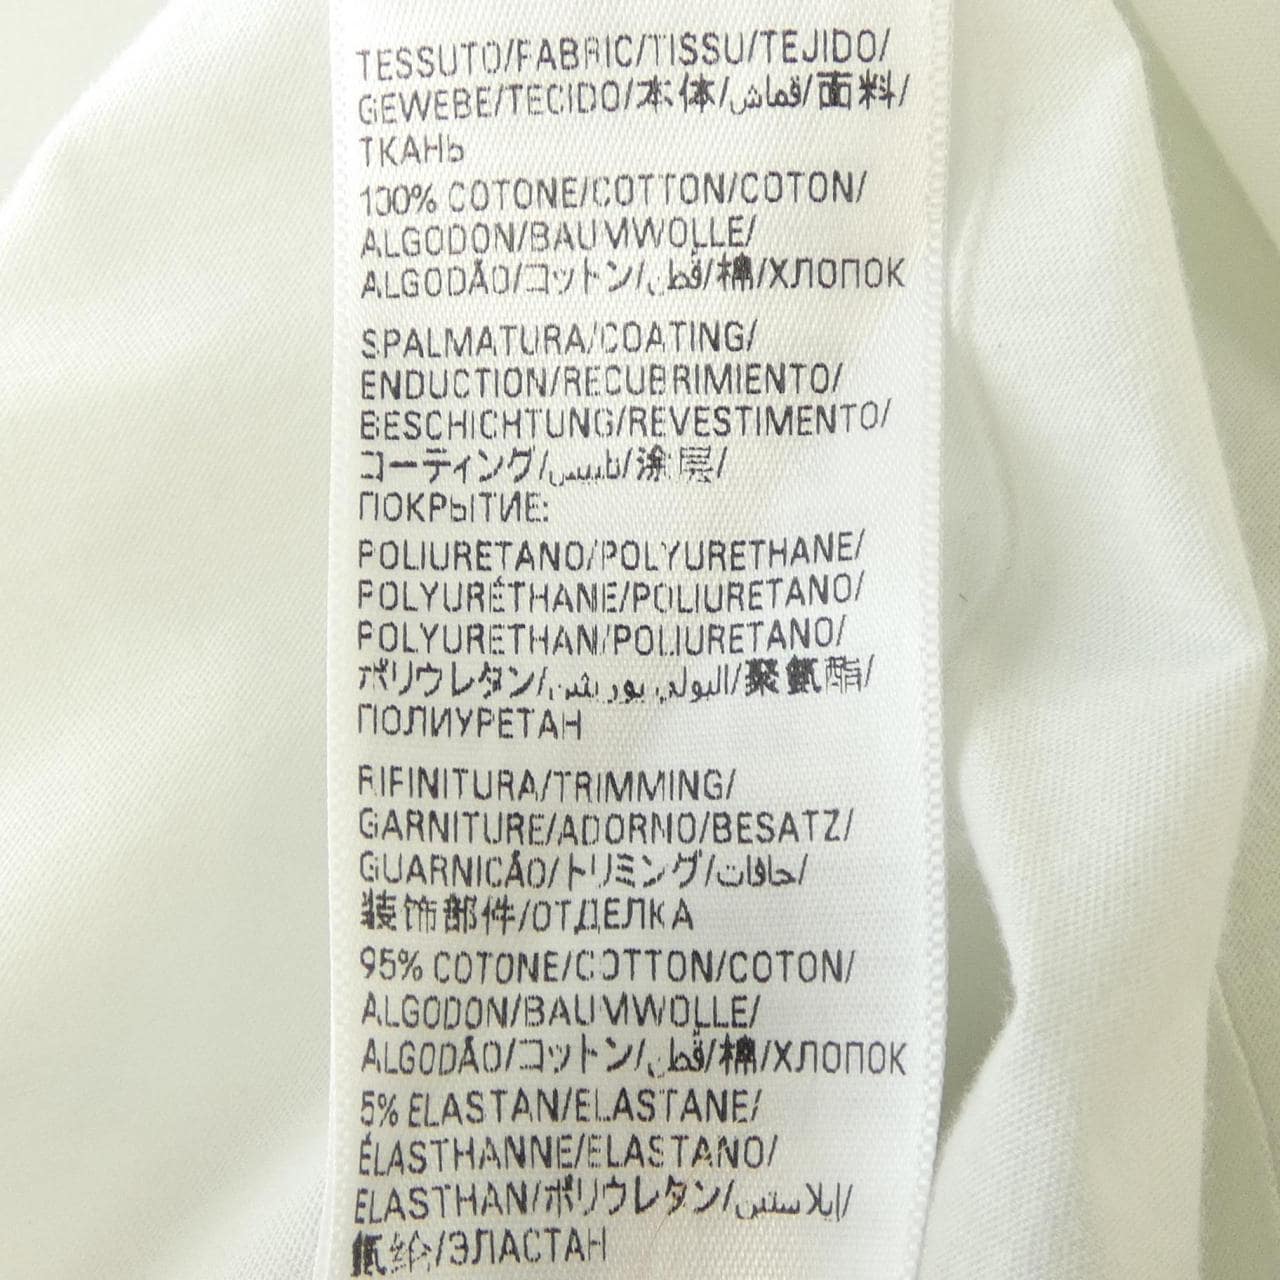 TESSUTO/FABRIC/TISSU/TEJIDO/
GEWEBE/TECIDO/本体/قماش/面料/
ТКАНЬ
100% COTONE/COTTON/COTON/
ALGODON/BAUMWOLLE/
ALGODÃO/コットン/قطن/棉/ХЛОПОК
SPALMATURA/COATING/
ENDUCTION/RECUBRIMIENTO/
BESCHICHTUNG/REVESTIMENTO/
コーティング/تلبيس/涂层/
ПОКРЫТИЕ:
POLIURETANO/POLYURETHANE/
POLYURÉTHANE/POLIURETANO/
POLYURETHAN/POLIURETANO/
ポリウレタン/البولي يوريثين/聚氨酯/
ПОЛИУРЕТАН
RIFINITURA/TRIMMING/
GARNITURE/ADORNO/BESATZ/
GUARNICÃO/トリミング/حافات/
装饰部件/ОТДЕЛКА
95% COTONE/COTTON/COTON/
ALGODON/BAUMWOLLE/
ALGODÃO/コットン/قطن/棉/ХЛОПОК
5% ELASTAN/ELASTANE/
ÉLASTHANNE/ELASTANO/
ELASTHAN/ポリウレタン/إيلاستين/
氨纶/ЭЛАСТАН